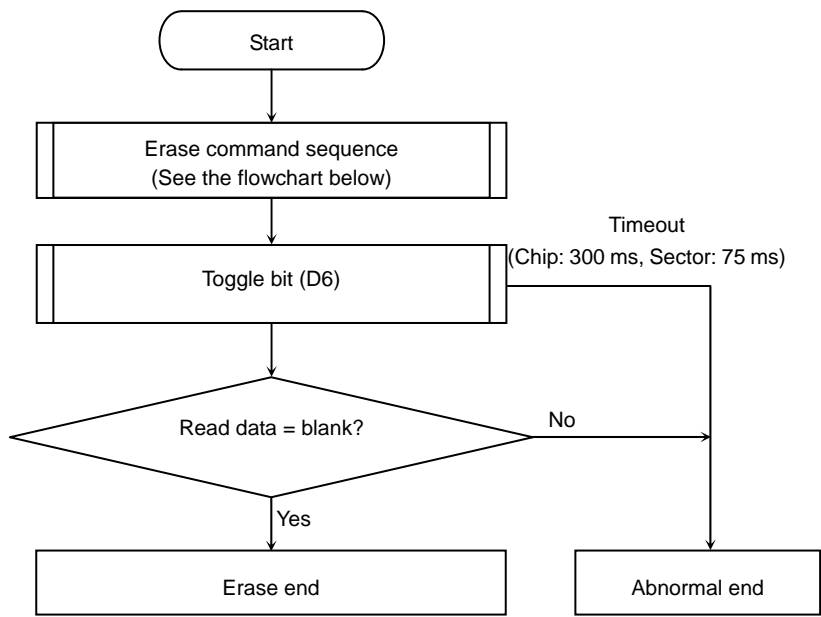 Start
Erase command sequence
(See the flowchart below)
Timeout
(Chip: 300 ms, Sector: 75 ms)
Toggle bit (D6)
Read data = blank?
No
Yes
Erase end
Abnormal end